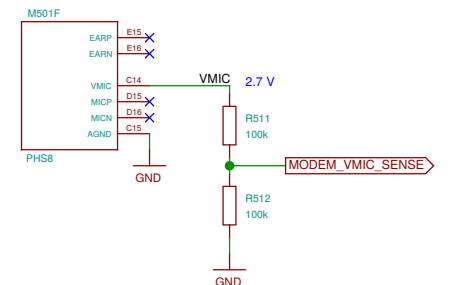 M501F
EARP E15
EARN E16
VMIC C14
MICP D15
MICN D16
AGND C15
PHS8
GND
VMIC 2.7 V
R511
100k
MODEM_VMIC_SENSE
R512
100k
GND